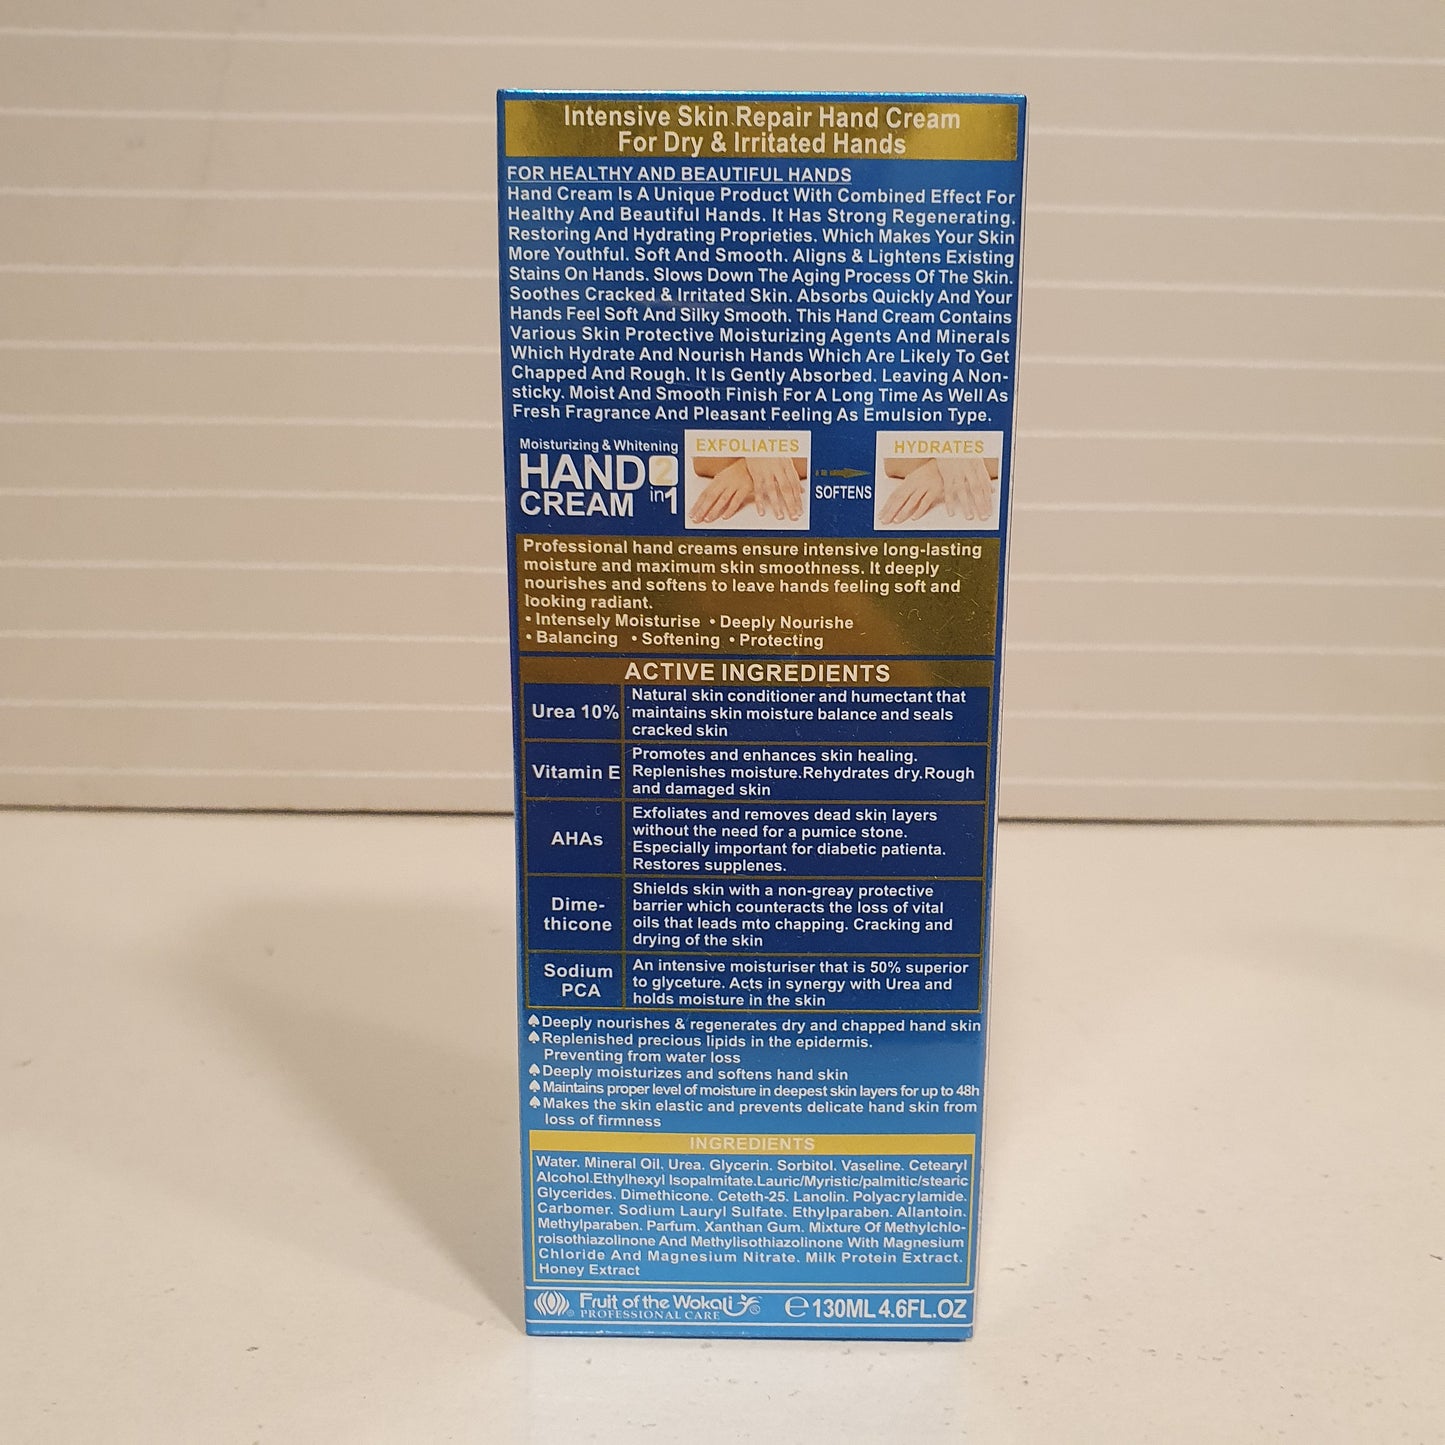 Intensive Skin Repair Hand Cream
For Dry & Irritated Hands
FOR HEALTHY AND BEAUTIFUL HANDS
Hand Cream Is A Unique Product With Combined Effect For
Healthy And Beautiful Hands. It Has Strong Regenerating.
Restoring And Hydrating Proprieties. Which Makes Your Skin
More Youthful. Soft And Smooth. Aligns & Lightens Existing
Stains On Hands. Slows Down The Aging Process Of The Skin.
Soothes Cracked & Irritated Skin. Absorbs Quickly And Your
Hands Feel Soft And Silky Smooth. This Hand Cream Contains
Various Skin Protective Moisturizing Agents And Minerals
Which Hydrate And Nourish Hands Which Are Likely To Get
Chapped And Rough. It Is Gently Absorbed. Leaving A Non-
sticky. Moist And Smooth Finish For A Long Time As Well As
Fresh Fragrance And Pleasant Feeling As Emulsion Type.
Moisturizing & Whitening
HAND 2
CREAM in1
EXFOLIATES
SOFTENS
HYDRATES
Professional hand creams ensure intensive long-lasting
moisture and maximum skin smoothness. It deeply
nourishes and softens to leave hands feeling soft and
looking radiant.
• Intensely Moisturise • Deeply Nourishe
• Balancing • Softening • Protecting
ACTIVE INGREDIENTS
Urea 10%
Natural skin conditioner and humectant that
maintains skin moisture balance and seals
cracked skin
Vitamin E
Promotes and enhances skin healing.
Replenishes moisture.Rehydrates dry.Rough
and damaged skin
AHAs
Exfoliates and removes dead skin layers
without the need for a pumice stone.
Especially important for diabetic patienta.
Restores supplenes.
Dime-
thicone
Shields skin with a non-greay protective
barrier which counteracts the loss of vital
oils that leads mto chapping. Cracking and
drying of the skin
Sodium
PCA
An intensive moisturiser that is 50% superior
to glyceture. Acts in synergy with Urea and
holds moisture in the skin
♠Deeply nourishes & regenerates dry and chapped hand skin
♠Replenished precious lipids in the epidermis.
Preventing from water loss
♠Deeply moisturizes and softens hand skin
♠Maintains proper level of moisture in deepest skin layers for up to 48h
♠Makes the skin elastic and prevents delicate hand skin from
loss of firmness
INGREDIENTS
Water. Mineral Oil. Urea. Glycerin. Sorbitol. Vaseline. Cetearyl
Alcohol.Ethylhexyl Isopalmitate.Lauric/Myristic/palmitic/stearic
Glycerides. Dimethicone. Ceteth-25. Lanolin. Polyacrylamide.
Carbomer. Sodium Lauryl Sulfate. Ethylparaben. Allantoin.
Methylparaben. Parfum. Xanthan Gum. Mixture Of Methylchlo-
roisothiazolinone And Methylisothiazolinone With Magnesium
Chloride And Magnesium Nitrate. Milk Protein Extract.
Honey Extract
Fruit of the Wokali ®
PROFESSIONAL CARE
℮130ML 4.6FL.OZ